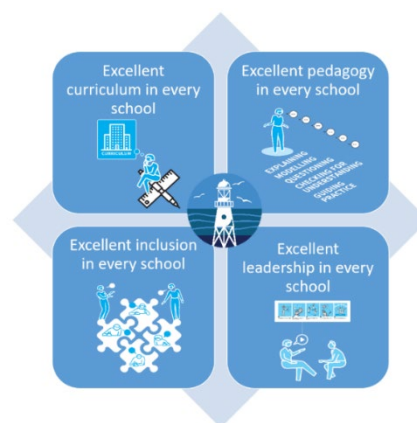 Excellent
curriculum in every
school
CURRICULUM
Excellent pedagogy
in every school
EXPLAINING
MODELLING
QUESTIONING
CHECKING FOR
UNDERSTANDING
GUIDING
PRACTICE
Excellent inclusion
in every school
Excellent
leadership in every
school